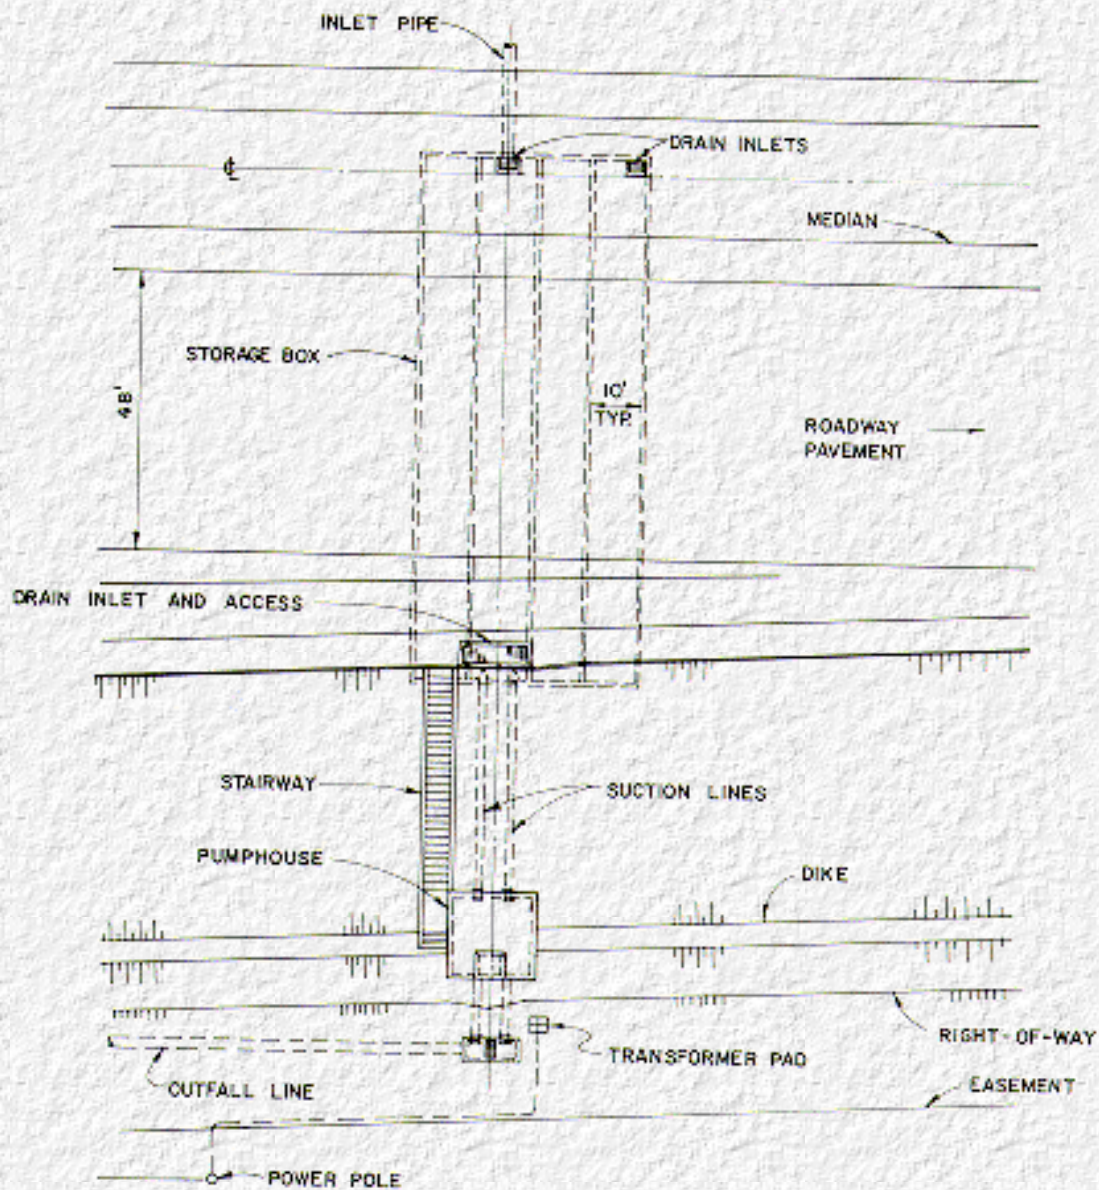 INLET PIPE
DRAIN INLETS
℄
MEDIAN
STORAGE BOX
48'
10'
TYP.
ROADWAY
PAVEMENT
DRAIN INLET AND ACCESS
STAIRWAY
SUCTION LINES
PUMPHOUSE
DIKE
RIGHT-OF-WAY
TRANSFORMER PAD
OUTFALL LINE
EASEMENT
POWER POLE